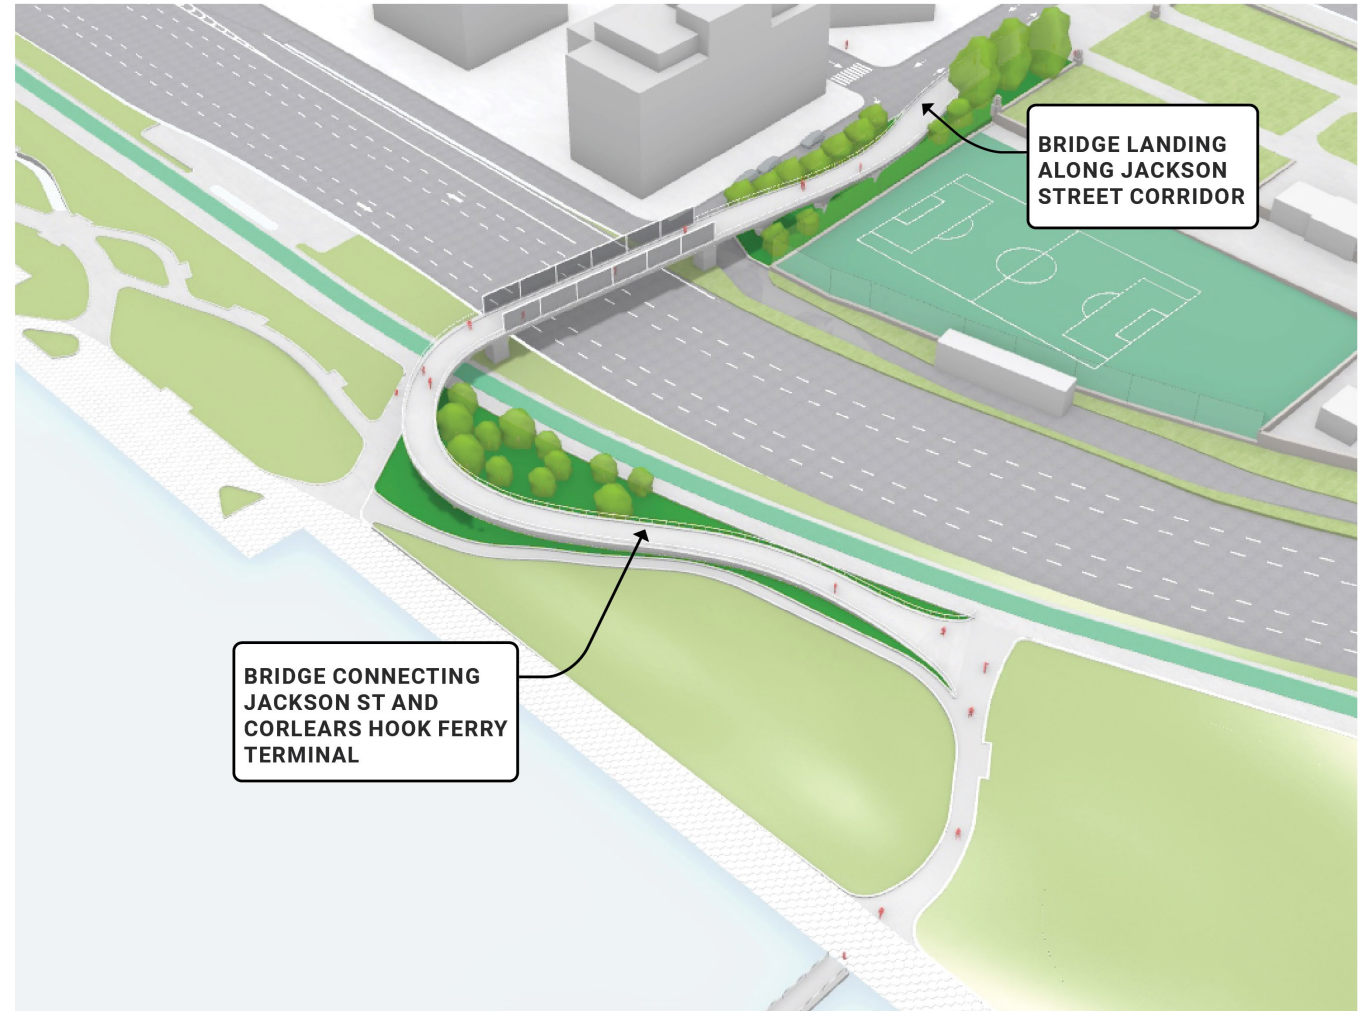 BRIDGE LANDING
ALONG JACKSON
STREET CORRIDOR
BRIDGE CONNECTING
JACKSON ST AND
CORLEARS HOOK FERRY
TERMINAL